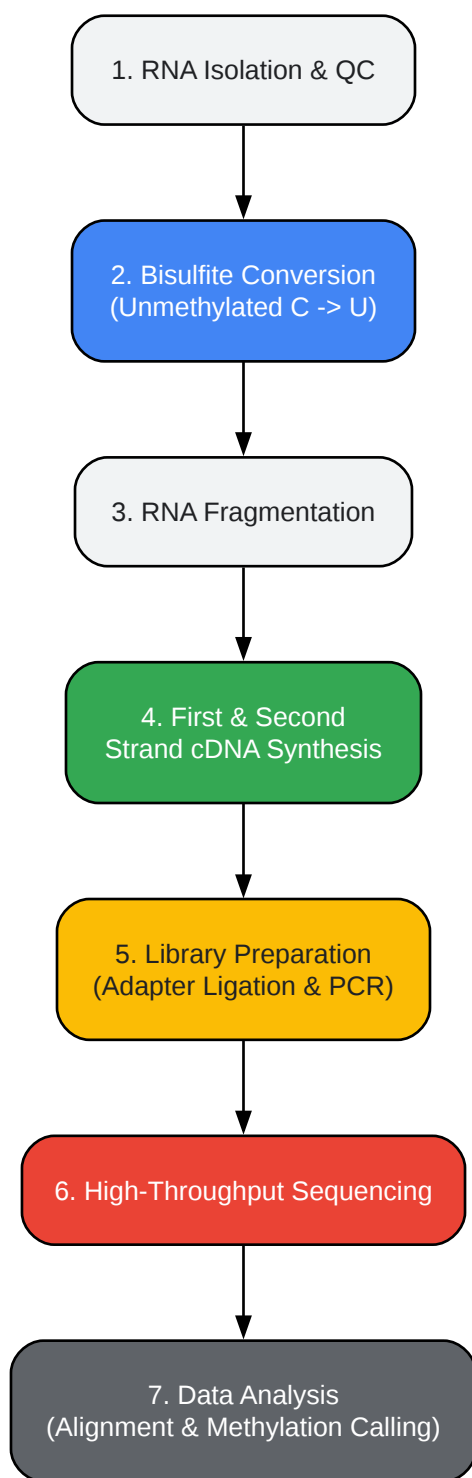 1. RNA Isolation & QC
2. Bisulfite Conversion
(Unmethylated C -> U)
3. RNA Fragmentation
4. First & Second
Strand cDNA Synthesis
5. Library Preparation
(Adapter Ligation & PCR)
6. High-Throughput Sequencing
7. Data Analysis
(Alignment & Methylation Calling)